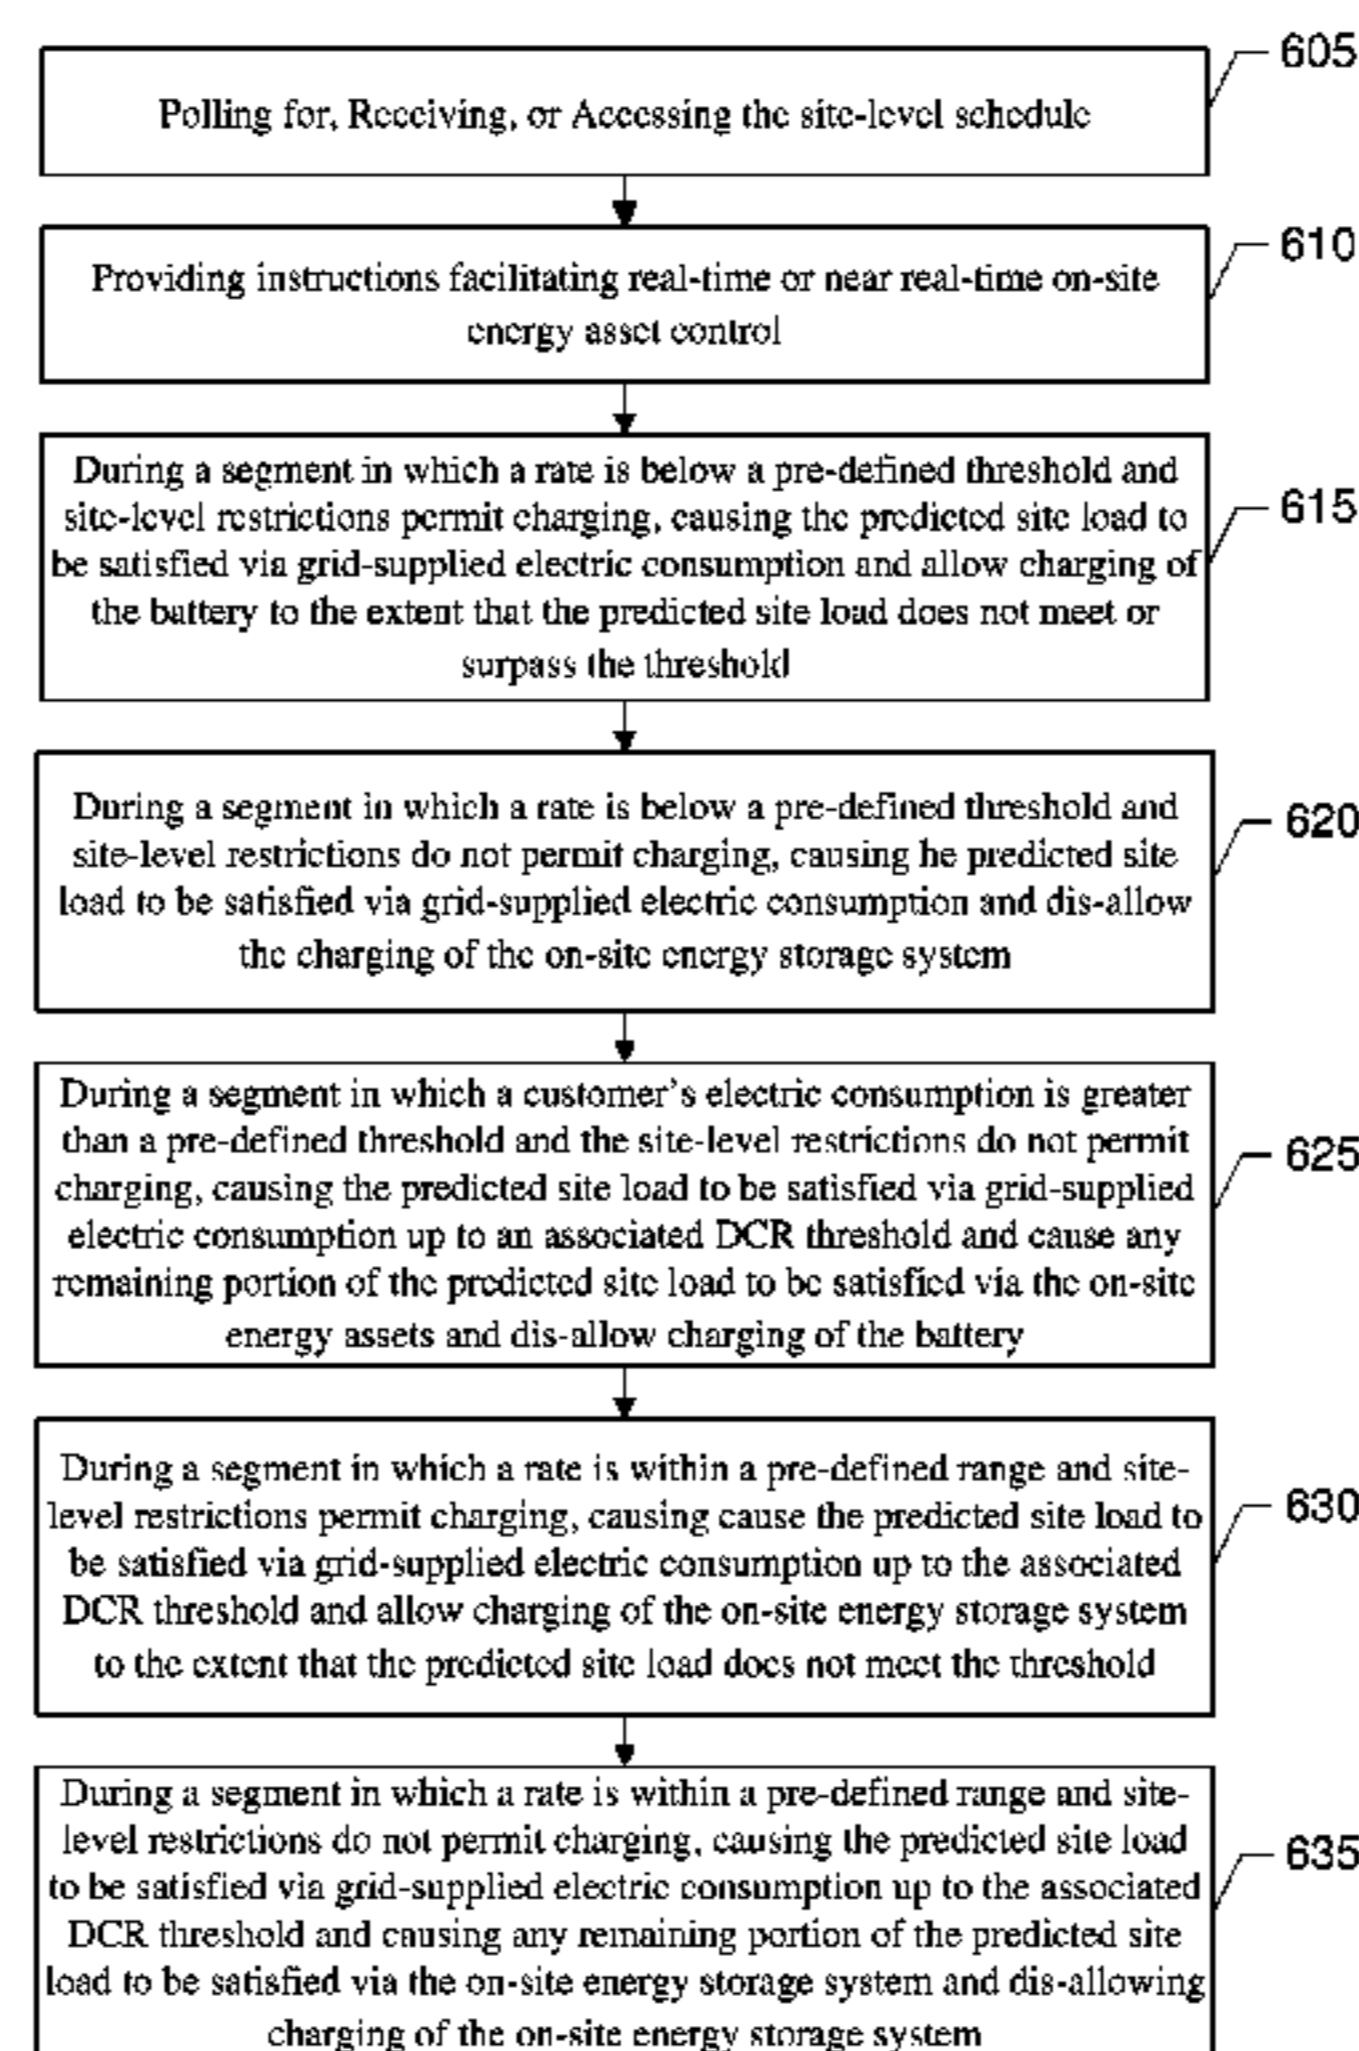 605
Polling for, Receiving, or Accessing the site-level schedule
610
Providing instructions facilitating real-time or near real-time on-site
energy asset control
615
During a segment in which a rate is below a pre-defined threshold and
site-level restrictions permit charging, causing the predicted site load to
be satisfied via grid-supplied electric consumption and allow charging of
the battery to the extent that the predicted site load does not meet or
surpass the threshold
620
During a segment in which a rate is below a pre-defined threshold and
site-level restrictions do not permit charging, causing he predicted site
load to be satisfied via grid-supplied electric consumption and dis-allow
the charging of the on-site energy storage system
625
During a segment in which a customer's electric consumption is greater
than a pre-defined threshold and the site-level restrictions do not permit
charging, causing the predicted site load to be satisfied via grid-supplied
electric consumption up to an associated DCR threshold and cause any
remaining portion of the predicted site load to be satisfied via the on-site
energy assets and dis-allow charging of the battery
630
During a segment in which a rate is within a pre-defined range and site-
level restrictions permit charging, causing cause the predicted site load to
be satisfied via grid-supplied electric consumption up to the associated
DCR threshold and allow charging of the on-site energy storage system
to the extent that the predicted site load does not meet the threshold
635
During a segment in which a rate is within a pre-defined range and site-
level restrictions do not permit charging, causing the predicted site load
to be satisfied via grid-supplied electric consumption up to the associated
DCR threshold and causing any remaining portion of the predicted site
load to be satisfied via the on-site energy storage system and dis-allowing
charging of the on-site energy storage system